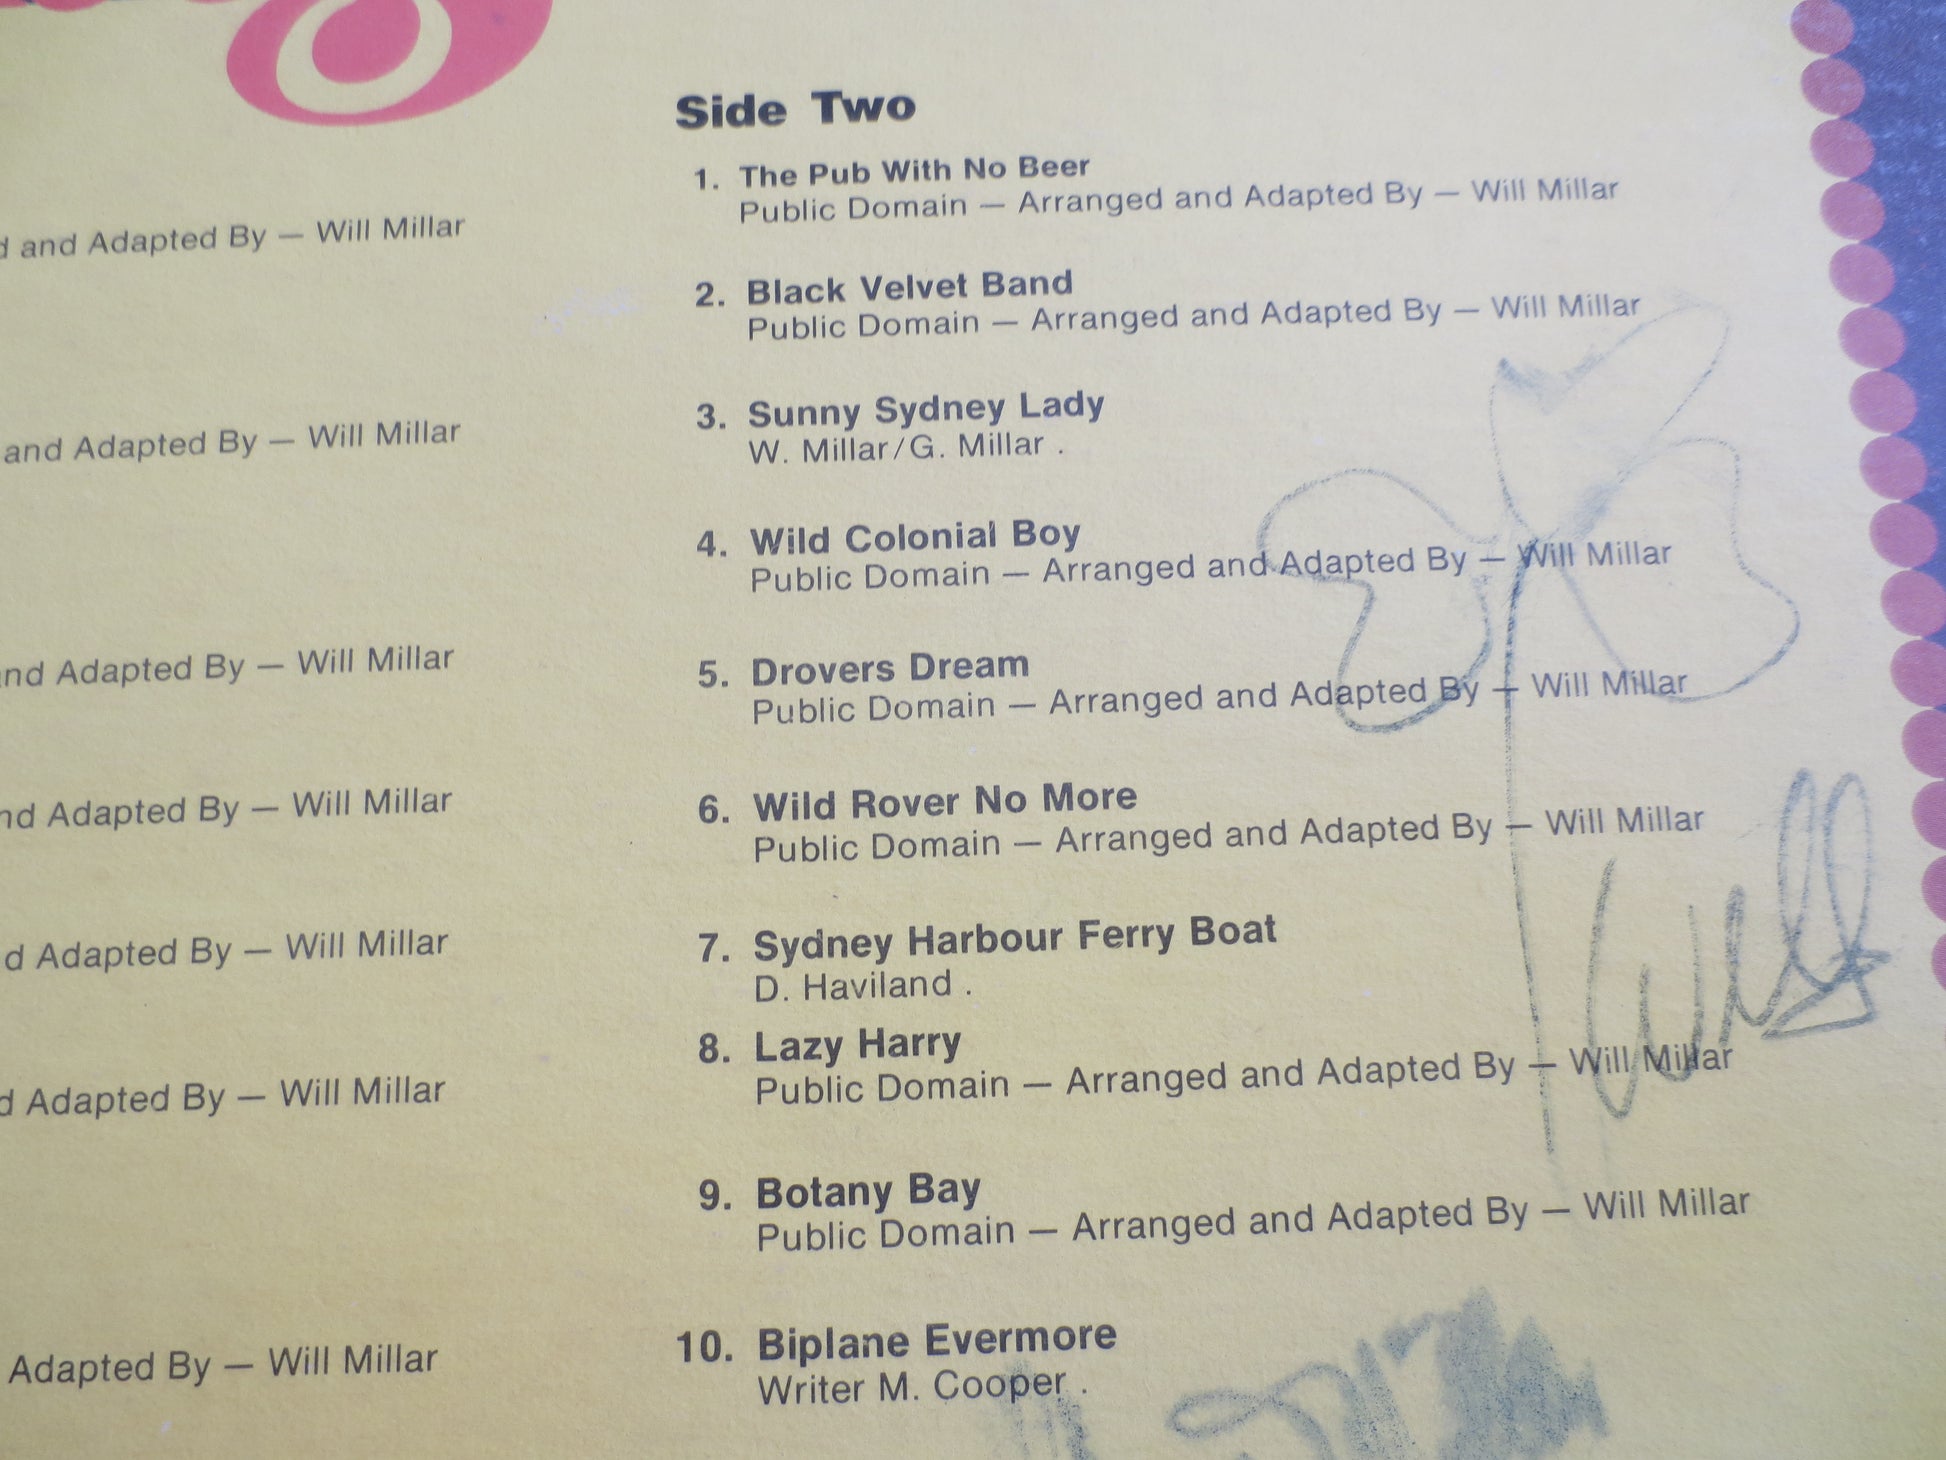 Side Two
1. The Pub With No Beer
Public Domain — Arranged and Adapted By — Will Millar
2. Black Velvet Band
Public Domain — Arranged and Adapted By — Will Millar
3. Sunny Sydney Lady
W. Millar/G. Millar .
4. Wild Colonial Boy
Public Domain — Arranged and Adapted By — Will Millar
5. Drovers Dream
Public Domain — Arranged and Adapted By — Will Millar
6. Wild Rover No More
Public Domain — Arranged and Adapted By — Will Millar
7. Sydney Harbour Ferry Boat
D. Haviland .
8. Lazy Harry
Public Domain — Arranged and Adapted By — Will Millar
9. Botany Bay
Public Domain — Arranged and Adapted By — Will Millar
10. Biplane Evermore
Writer M. Cooper .
and Adapted By — Will Millar
and Adapted By — Will Millar
Adapted By — Will Millar
Adapted By — Will Millar
Adapted By — Will Millar
Adapted By — Will Millar
Adapted By — Will Millar
Will